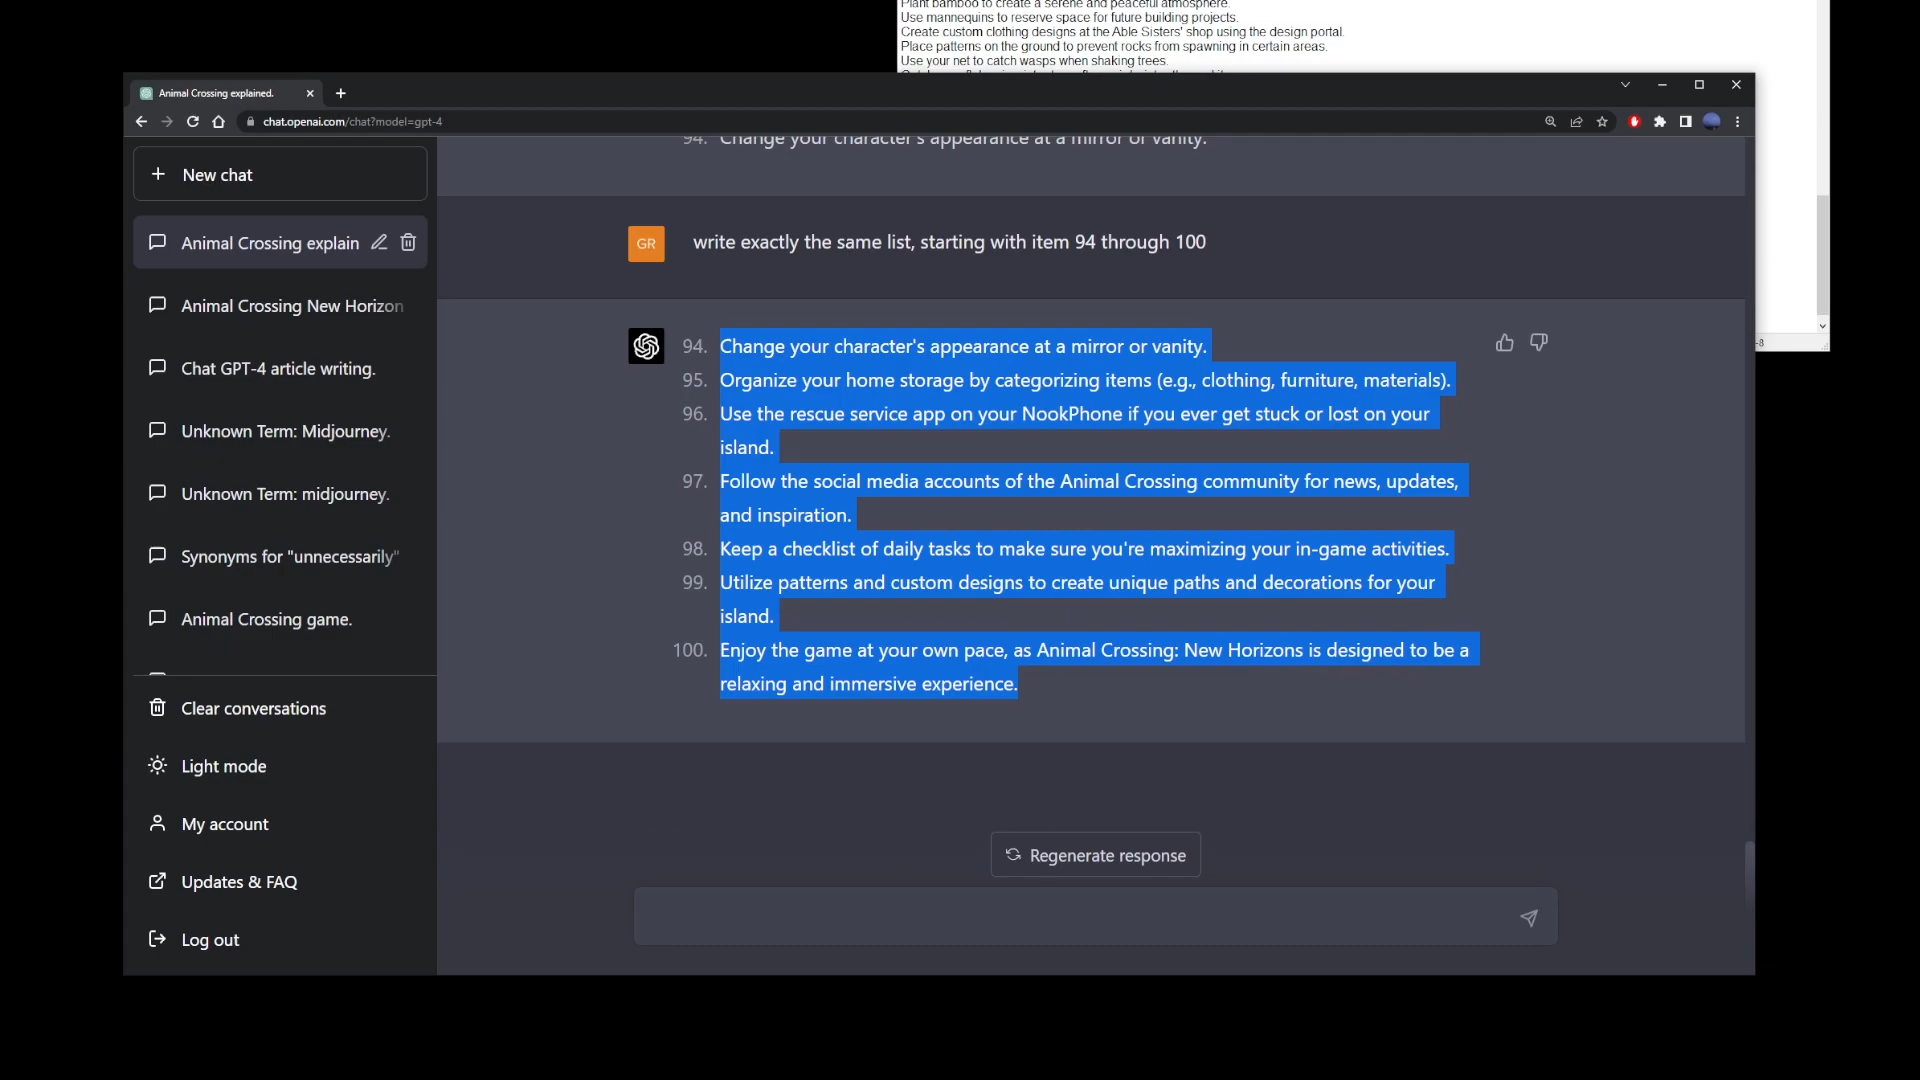 Plant bamboo to create a serene and peaceful atmosphere.
Use mannequins to reserve space for future building projects.
Create custom clothing designs at the Able Sisters' shop using the design portal.
Place patterns on the ground to prevent rocks from spawning in certain areas.
Use your net to catch wasps when shaking trees.
Animal Crossing explained.
chat.openai.com/chat?model=gpt-4
New chat
Animal Crossing explain
Animal Crossing New Horizon
Chat GPT-4 article writing.
Unknown Term: Midjourney.
Unknown Term: midjourney.
Synonyms for "unnecessarily"
Animal Crossing game.
Clear conversations
Light mode
My account
Updates & FAQ
Log out
94. Change your character's appearance at a mirror or vanity.
GR
write exactly the same list, starting with item 94 through 100
94. Change your character's appearance at a mirror or vanity.
95. Organize your home storage by categorizing items (e.g., clothing, furniture, materials).
96. Use the rescue service app on your NookPhone if you ever get stuck or lost on your
island.
97. Follow the social media accounts of the Animal Crossing community for news, updates,
and inspiration.
98. Keep a checklist of daily tasks to make sure you're maximizing your in-game activities.
99. Utilize patterns and custom designs to create unique paths and decorations for your
island.
100. Enjoy the game at your own pace, as Animal Crossing: New Horizons is designed to be a
relaxing and immersive experience.
Regenerate response
-8